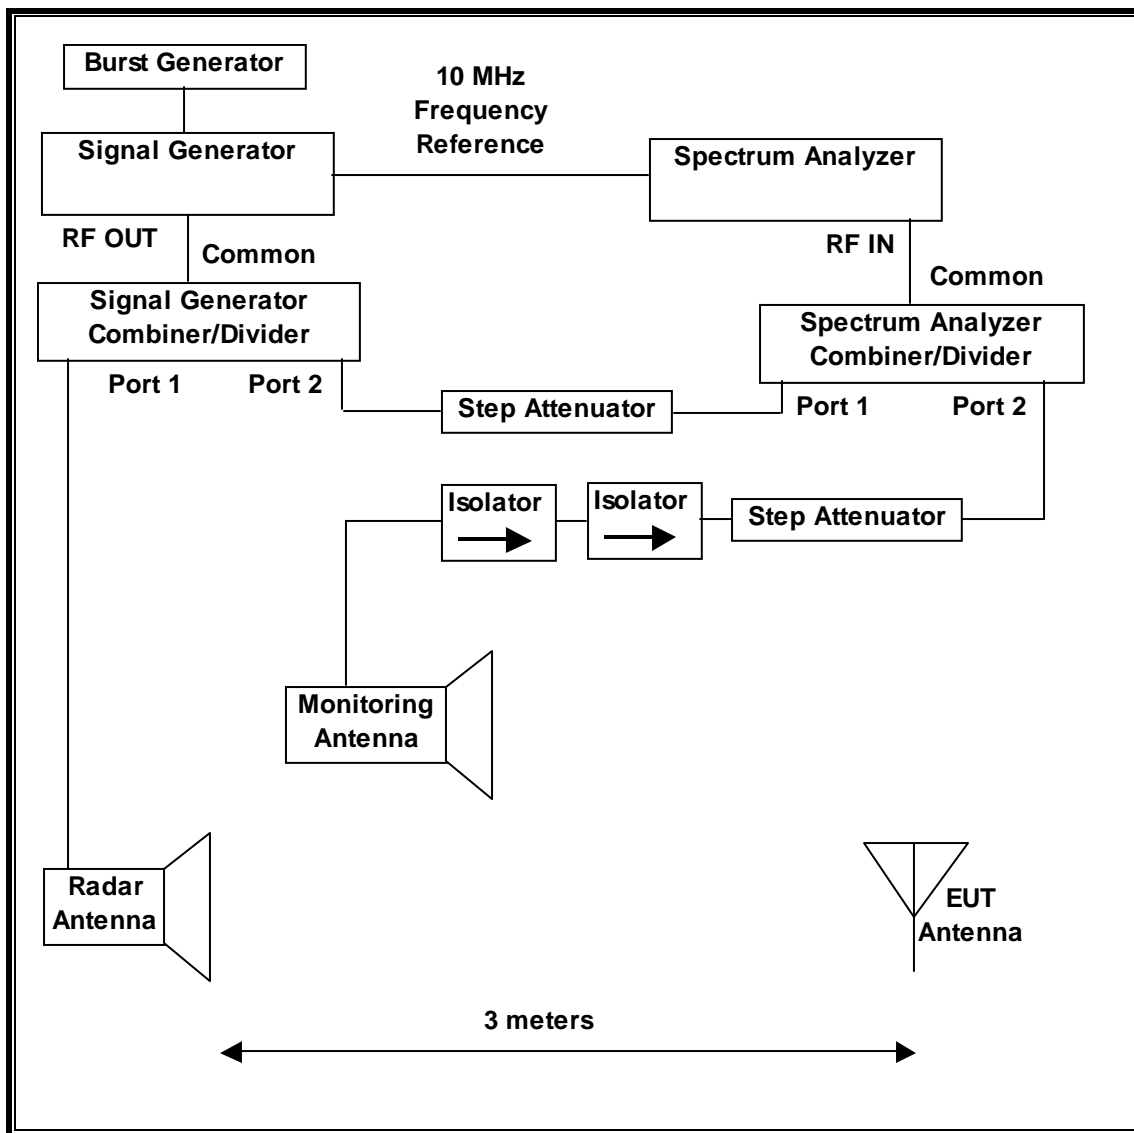 Burst Generator
10 MHz
Frequency
Reference
Signal Generator
Spectrum Analyzer
RF OUT
Common
RF IN
Common
Signal Generator
Combiner/Divider
Spectrum Analyzer
Combiner/Divider
Port 1
Port 2
Step Attenuator
Port 1
Port 2
Isolator
Isolator
Step Attenuator
Monitoring
Antenna
Radar
Antenna
EUT
Antenna
3 meters